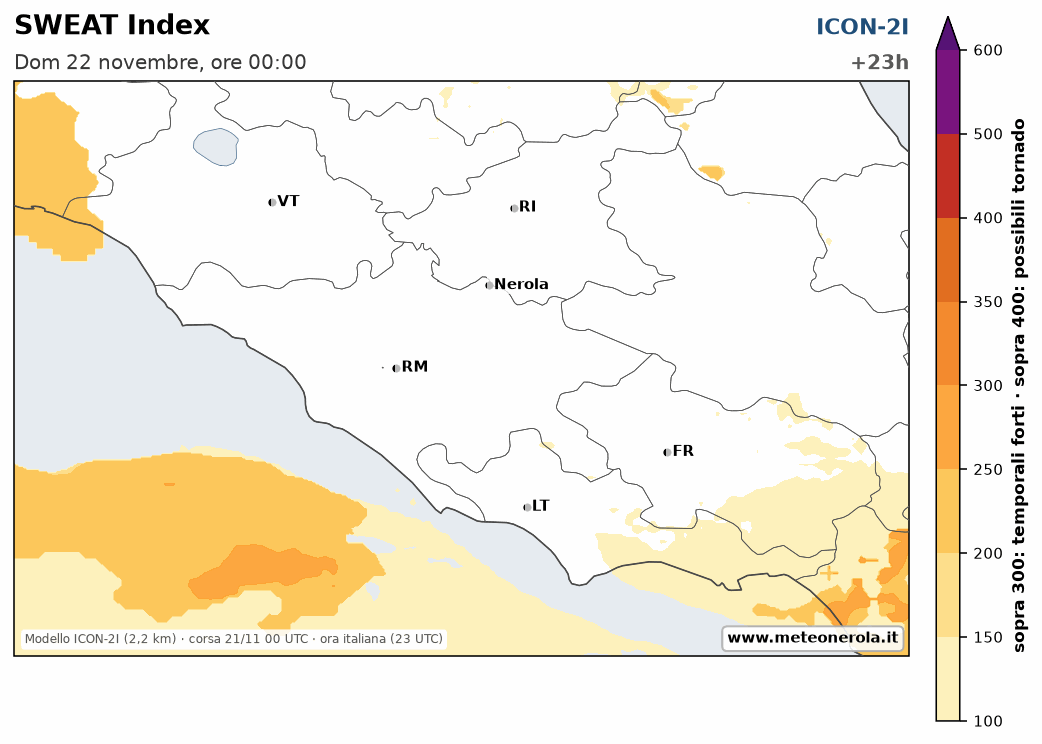 SWEAT Index
ICON-2I
Dom 22 novembre, ore 00:00
+23h
VT
RI
Nerola
RM
FR
LT
Modello ICON-2I (2,2 km) · corsa 21/11 00 UTC · ora italiana (23 UTC)
www.meteonerola.it
600
500
400
350
300
250
200
150
100
sopra 300: temporali forti · sopra 400: possibili tornado